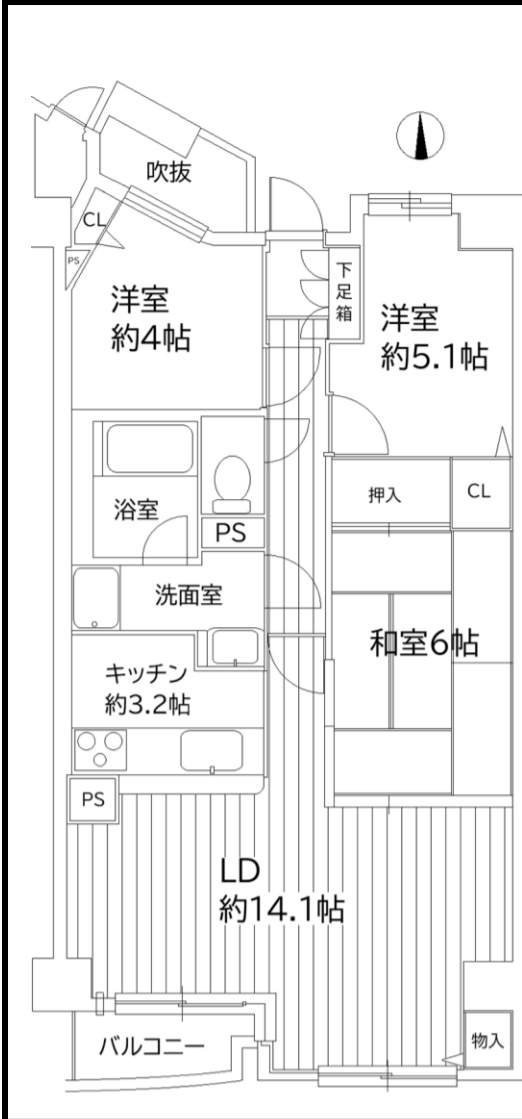 吹抜
CL
PS
洋室
約4帖
下足箱
洋室
約5.1帖
浴室
PS
押入
CL
洗面室
和室6帖
キッチン
約3.2帖
PS
LD
約14.1帖
バルコニー
物入